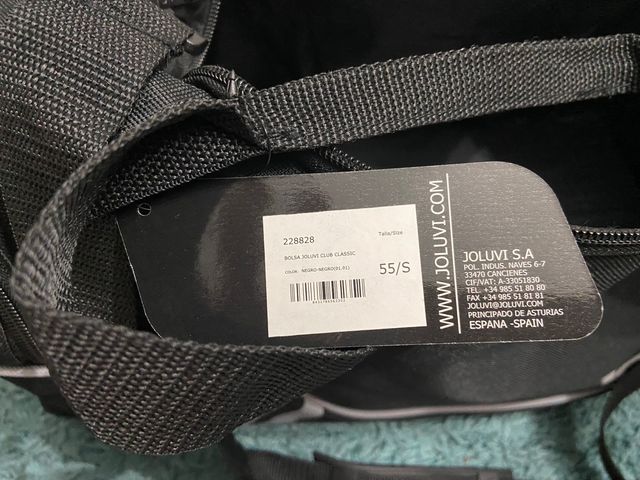 228828
Talla/Size
BOLSA JOLUVI CLUB CLASSIC
COLOR. NEGRO-NEGRO(01.01)
55/S
WWW.JOLUVI.COM
JOLUVI S.A
POL. INDUS. NAVES 6-7
33470 CANCIENES
CIF/VAT: A-33051830
TEL. +34 985 51 80 80
FAX +34 985 51 81 81
JOLUVI@JOLUVI.COM
PRINCIPADO DE ASTURIAS
ESPANA -SPAIN